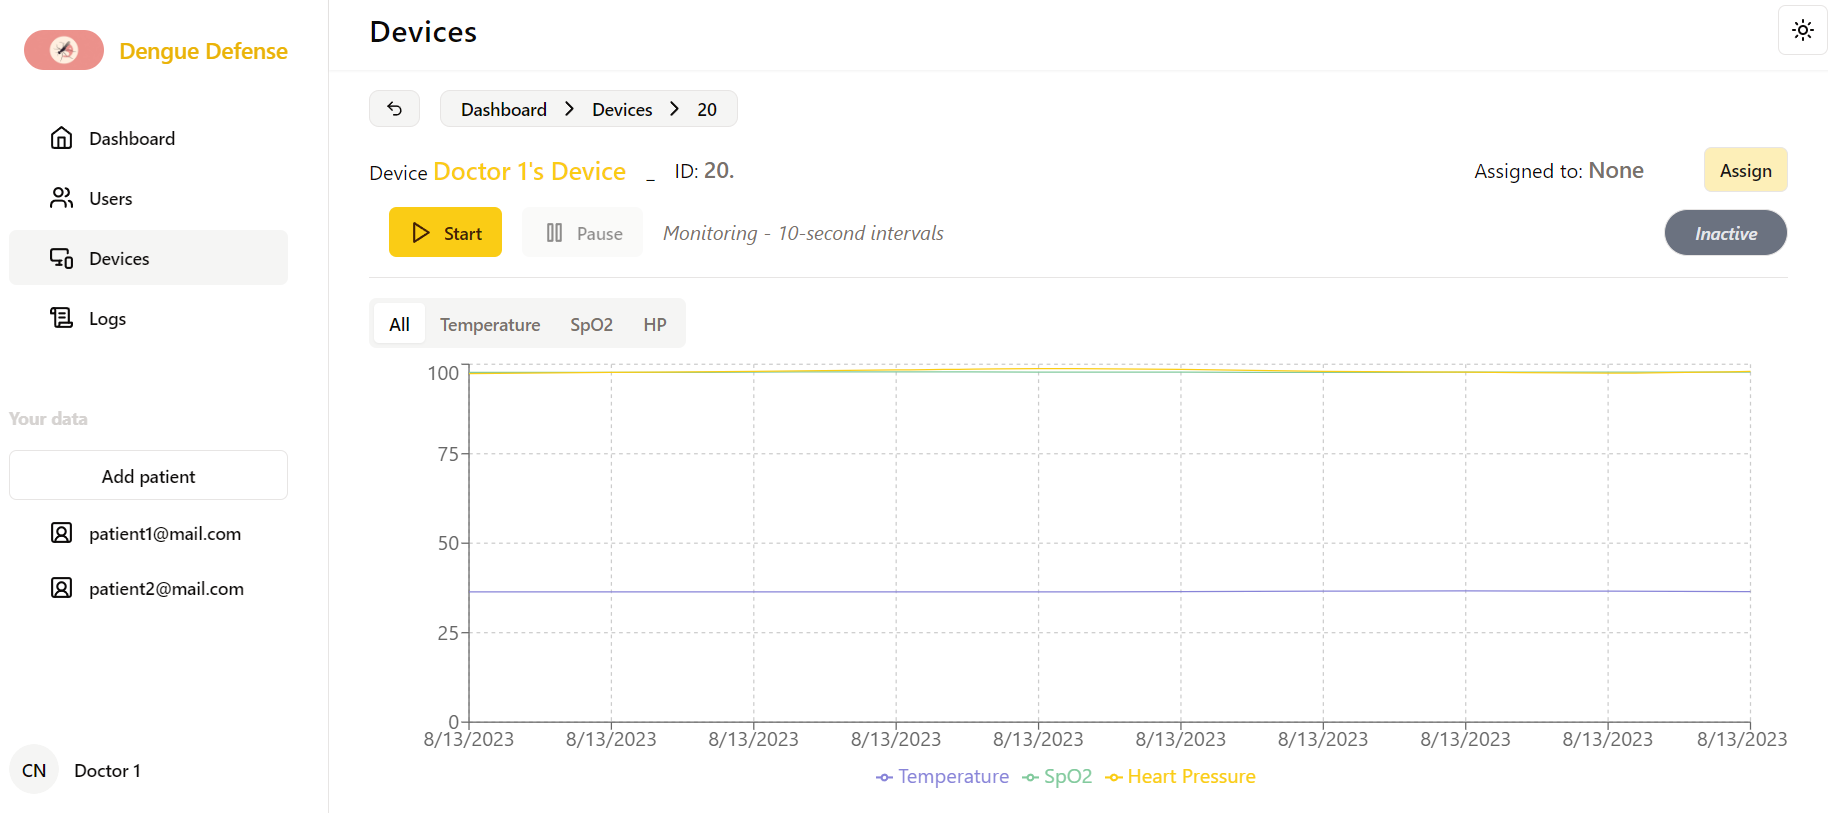 Dengue Defense
Dashboard
Users
Devices
Logs
Your data
Add patient
patient1@mail.com
patient2@mail.com
CN Doctor 1
Devices
Dashboard > Devices > 20
Device Doctor 1's Device _ ID: 20.
Assigned to: None Assign
Start Pause Monitoring - 10-second intervals
Inactive
All Temperature SpO2 HP
100
75
50
25
0
8/13/2023 8/13/2023 8/13/2023 8/13/2023 8/13/2023 8/13/2023 8/13/2023 8/13/2023 8/13/2023 8/13/2023
Temperature SpO2 Heart Pressure